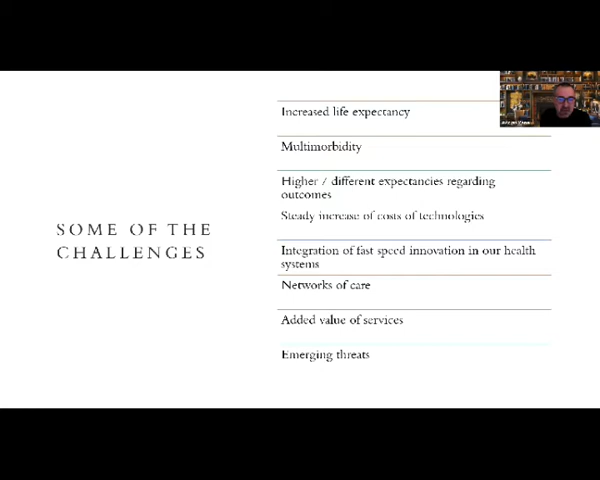 SOME OF THE
CHALLENGES
Increased life expectancy
Multimorbidity
Higher / different expectancies regarding
outcomes
Steady increase of costs of technologies
Integration of fast speed innovation in our health
systems
Networks of care
Added value of services
Emerging threats